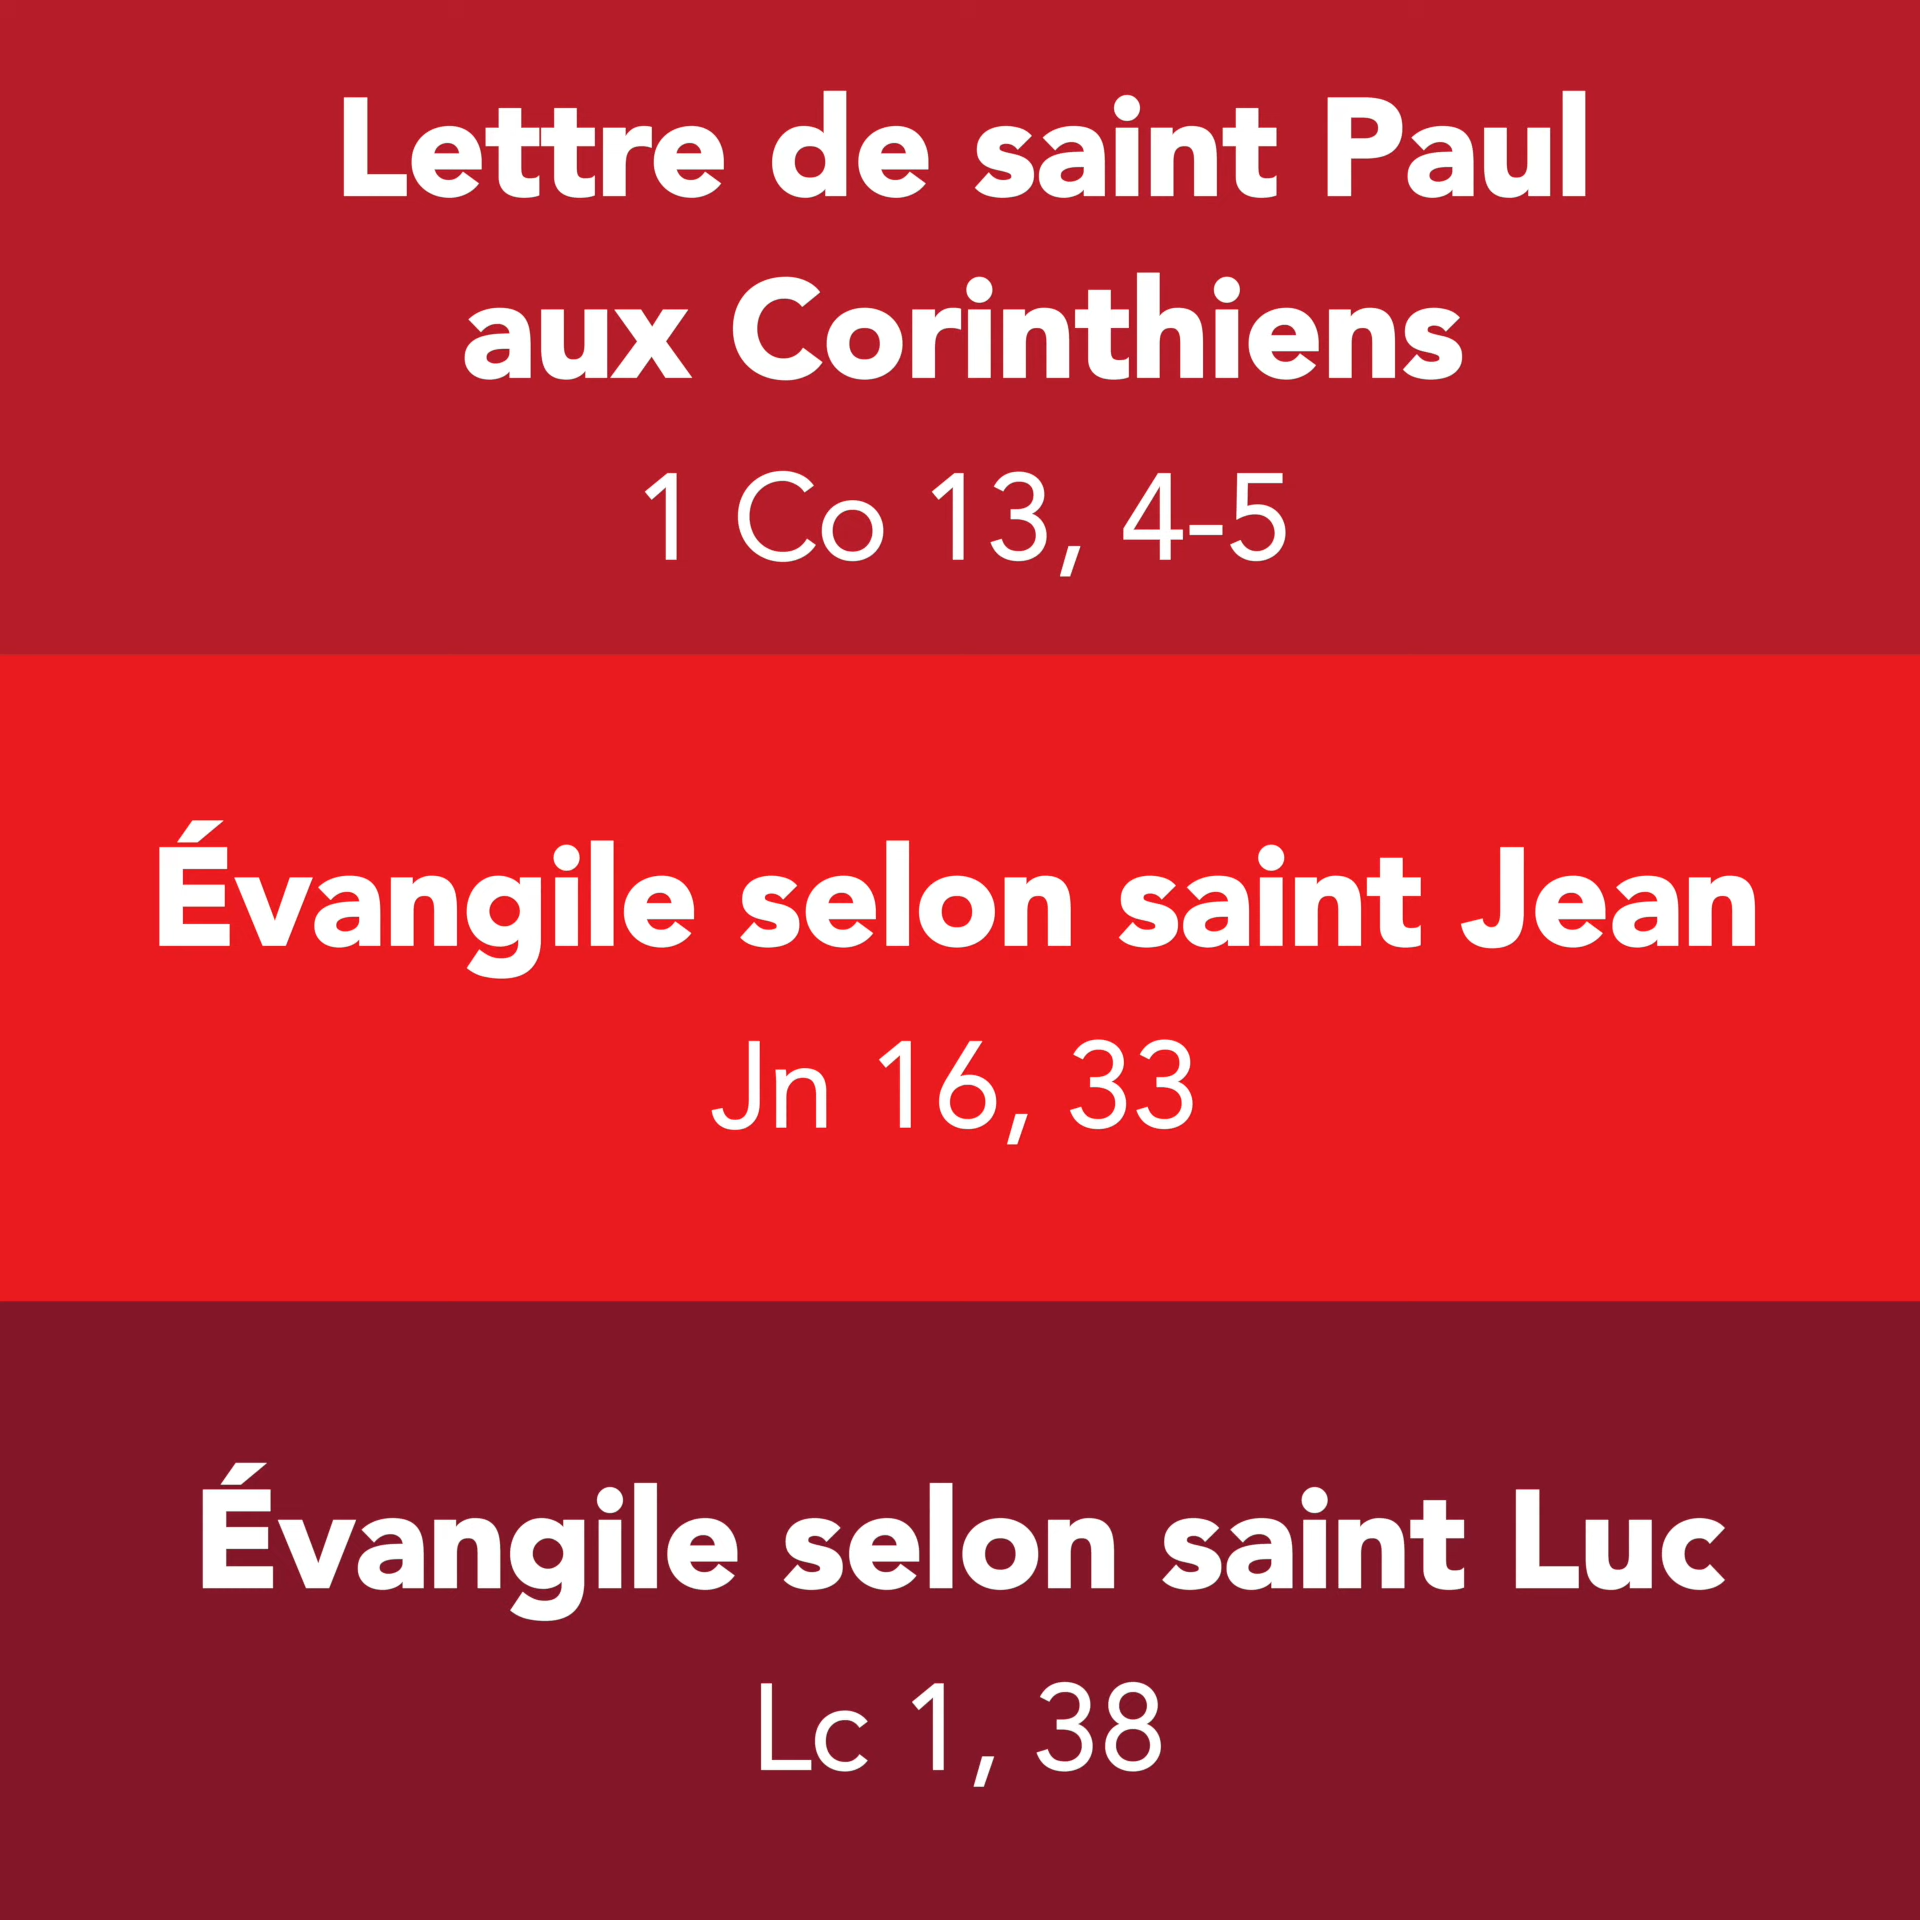 Lettre de saint Paul
aux Corinthiens
1 Co 13, 4-5
Évangile selon saint Jean
Jn 16, 33
Évangile selon saint Luc
Lc 1, 38